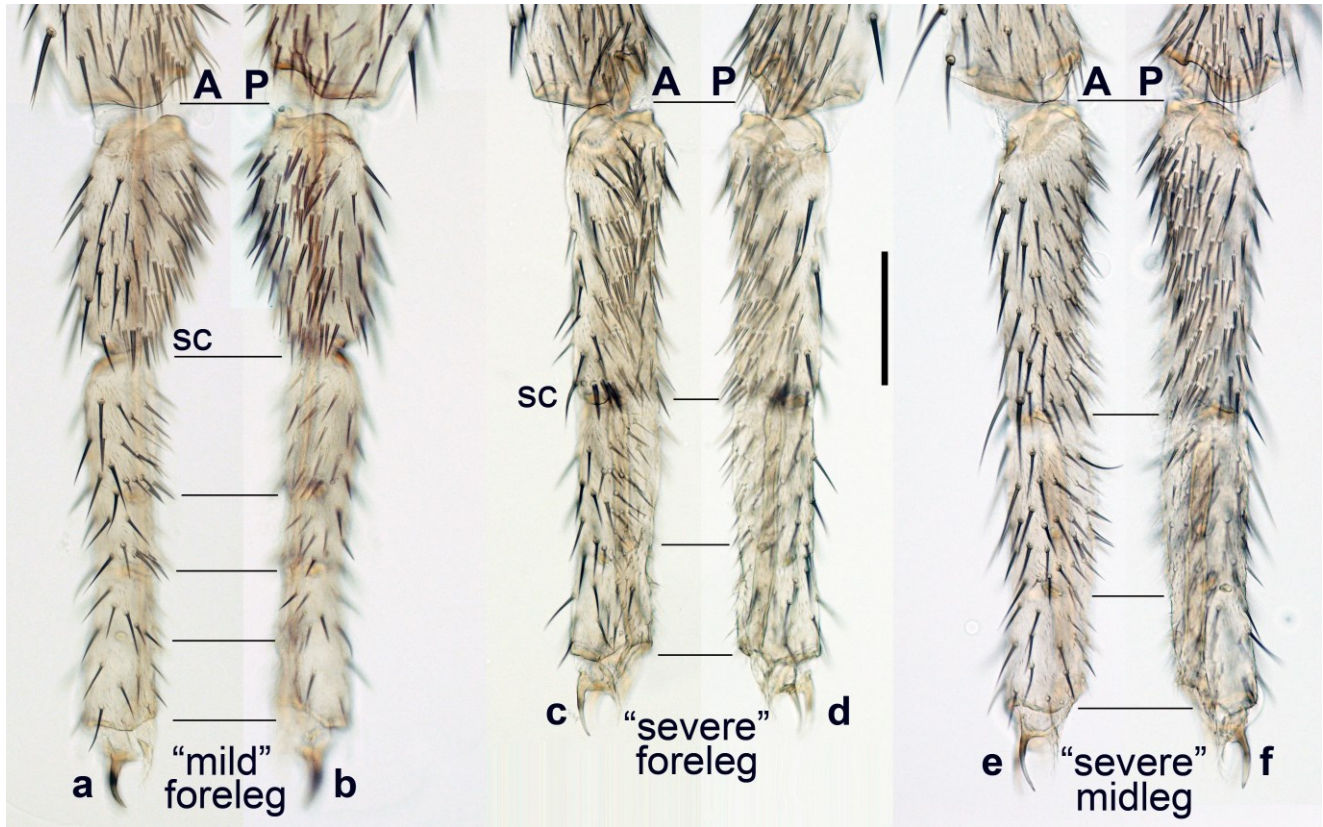 A P
A P
A P
sc
sc
a
"mild"
foreleg
b
c
"severe"
foreleg
d
e
"severe"
midleg
f